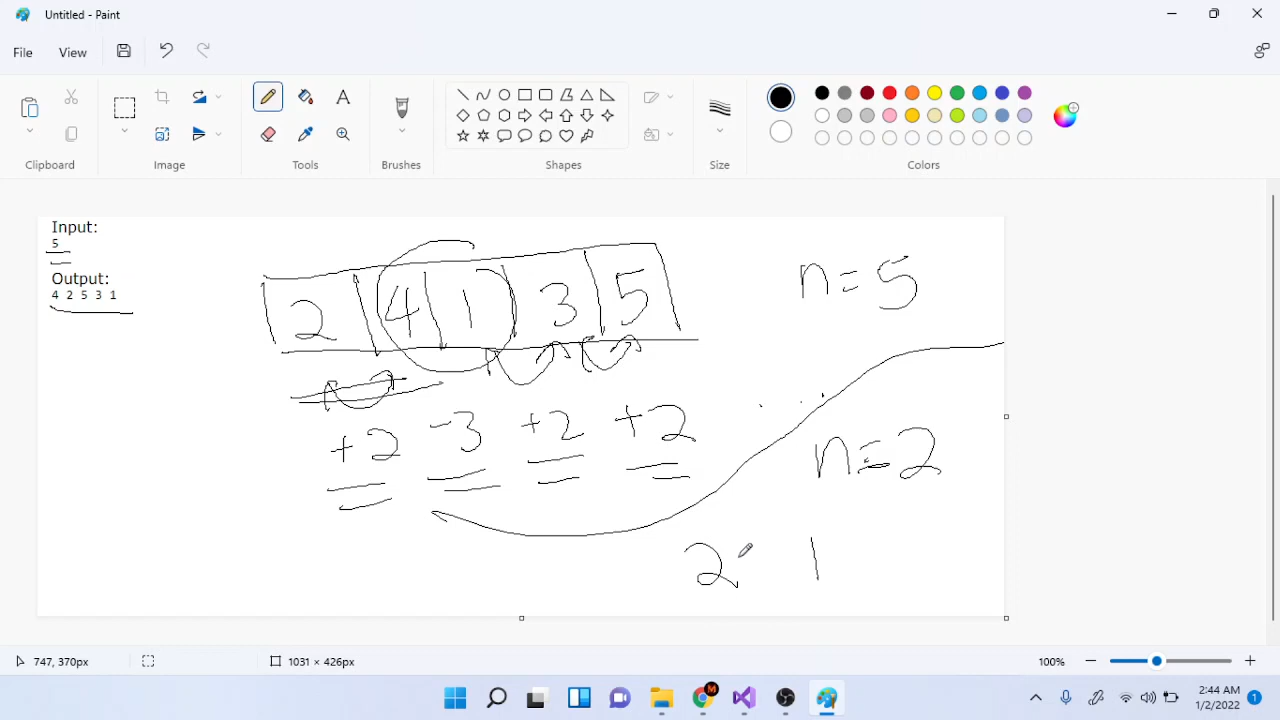 Untitled - Paint
File View
Clipboard Image Tools Brushes Shapes Size Colors
Input:
5
Output:
4 2 5 3 1
2 4 1 3 5
n=5
+2 -3 +2 +2
n=2
2 1
747, 370px 1031 × 426px 100%
2:44 AM
1/2/2022